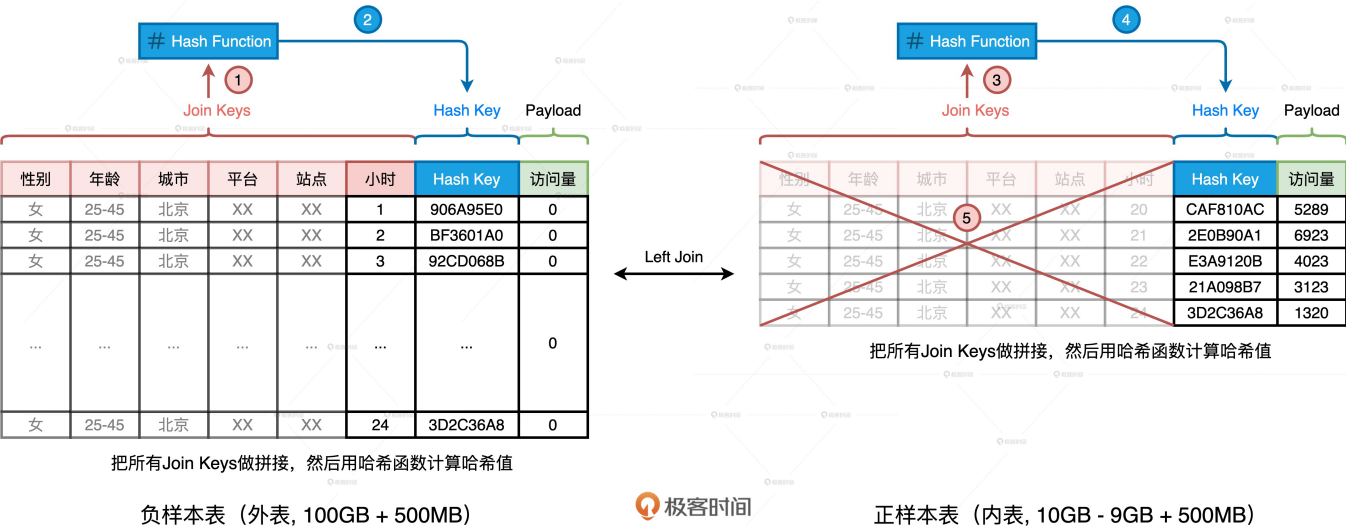 2
# Hash Function
1
Join Keys
Hash Key
Payload
性别 年龄 城市 平台 站点 小时 Hash Key 访问量
女 25-45 北京 XX XX 1 906A95E0 0
女 25-45 北京 XX XX 2 BF3601A0 0
女 25-45 北京 XX XX 3 92CD068B 0
... ... ... ... ... ... ... 0
女 25-45 北京 XX XX 24 3D2C36A8 0
把所有Join Keys做拼接，然后用哈希函数计算哈希值
负样本表（外表, 100GB + 500MB）
Left Join
4
# Hash Function
3
Join Keys
Hash Key
Payload
性别 年龄 城市 平台 站点 小时 Hash Key 访问量
女 25-45 北京 XX XX 20 CAF810AC 5289
女 25-45 北京 XX XX 21 2E0B90A1 6923
女 25-45 北京 XX XX 22 E3A9120B 4023
女 25-45 北京 XX XX 23 21A098B7 3123
女 25-45 北京 XX XX 24 3D2C36A8 1320
5
把所有Join Keys做拼接，然后用哈希函数计算哈希值
正样本表（内表, 10GB - 9GB + 500MB）
极客时间